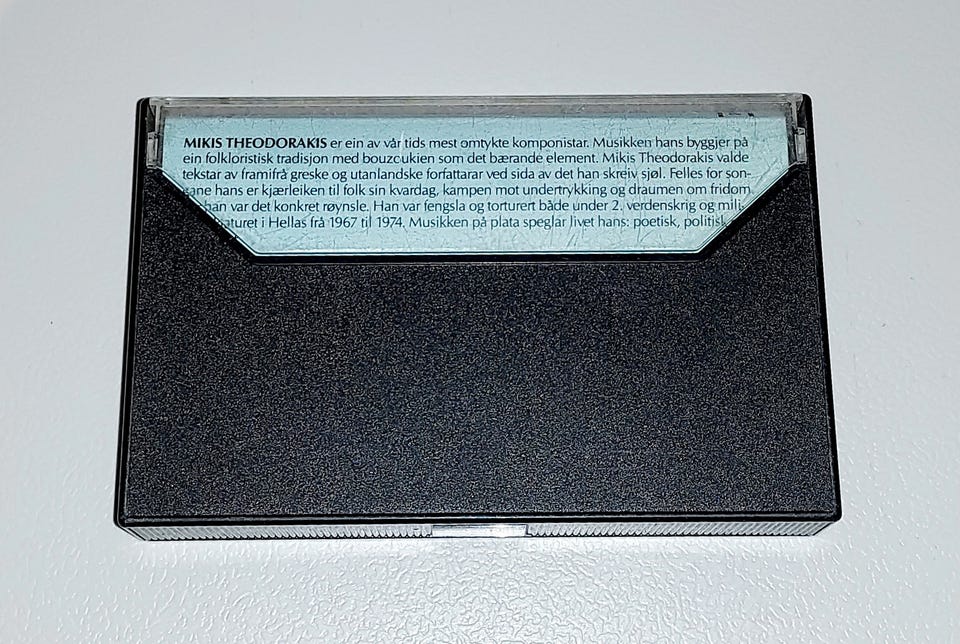 MIKIS THEODORAKIS er ein av vår tids mest omtykte komponistar. Musikken hans byggjer på
ein folkloristisk tradisjon med bouzoukien som det bærande element. Mikis Theodorakis valde
tekstar av framifrå greske og utanlandske forfattarar ved sida av det han skreiv sjøl. Felles for son-
gane hans er kjærleiken til folk sin kvardag, kampen mot undertrykking og draumen om fridom.
han var det konkret røynsle. Han var fengsla og torturert både under 2. verdenskrig og mili-
i Hellas frå 1967 til 1974. Musikken på plata speglar livet hans: poetisk, politisk